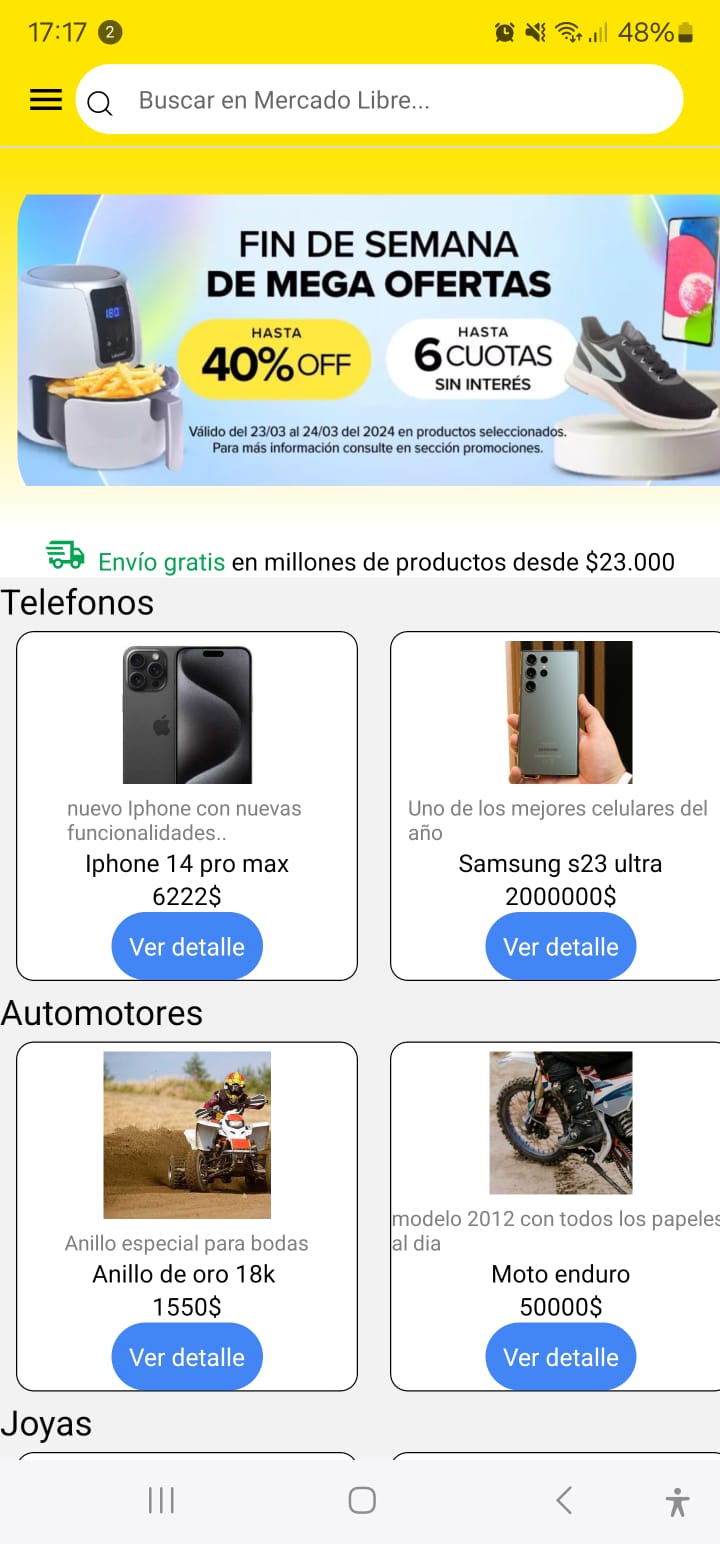 17:17 2 48%
Buscar en Mercado Libre...
FIN DE SEMANA
DE MEGA OFERTAS
HASTA
40% OFF
HASTA
6 CUOTAS
SIN INTERÉS
Válido del 23/03 al 24/03 del 2024 en productos seleccionados.
Para más información consulte en sección promociones.
180
Envío gratis en millones de productos desde $23.000
Telefonos
nuevo Iphone con nuevas
funcionalidades..
Iphone 14 pro max
6222$
Ver detalle
Uno de los mejores celulares del
año
Samsung s23 ultra
2000000$
Ver detalle
Automotores
Anillo especial para bodas
Anillo de oro 18k
1550$
Ver detalle
modelo 2012 con todos los papeles
al dia
Moto enduro
50000$
Ver detalle
Joyas